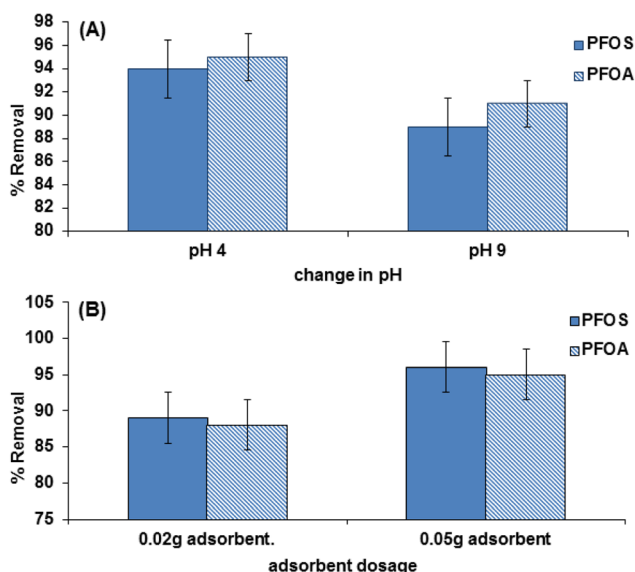 (A)
% Removal
98
96
94
92
90
88
86
84
82
80
PFOS
PFOA
pH 4
pH 9
change in pH
(B)
% Removal
105
100
95
90
85
80
75
PFOS
PFOA
0.02g adsorbent.
0.05g adsorbent
adsorbent dosage